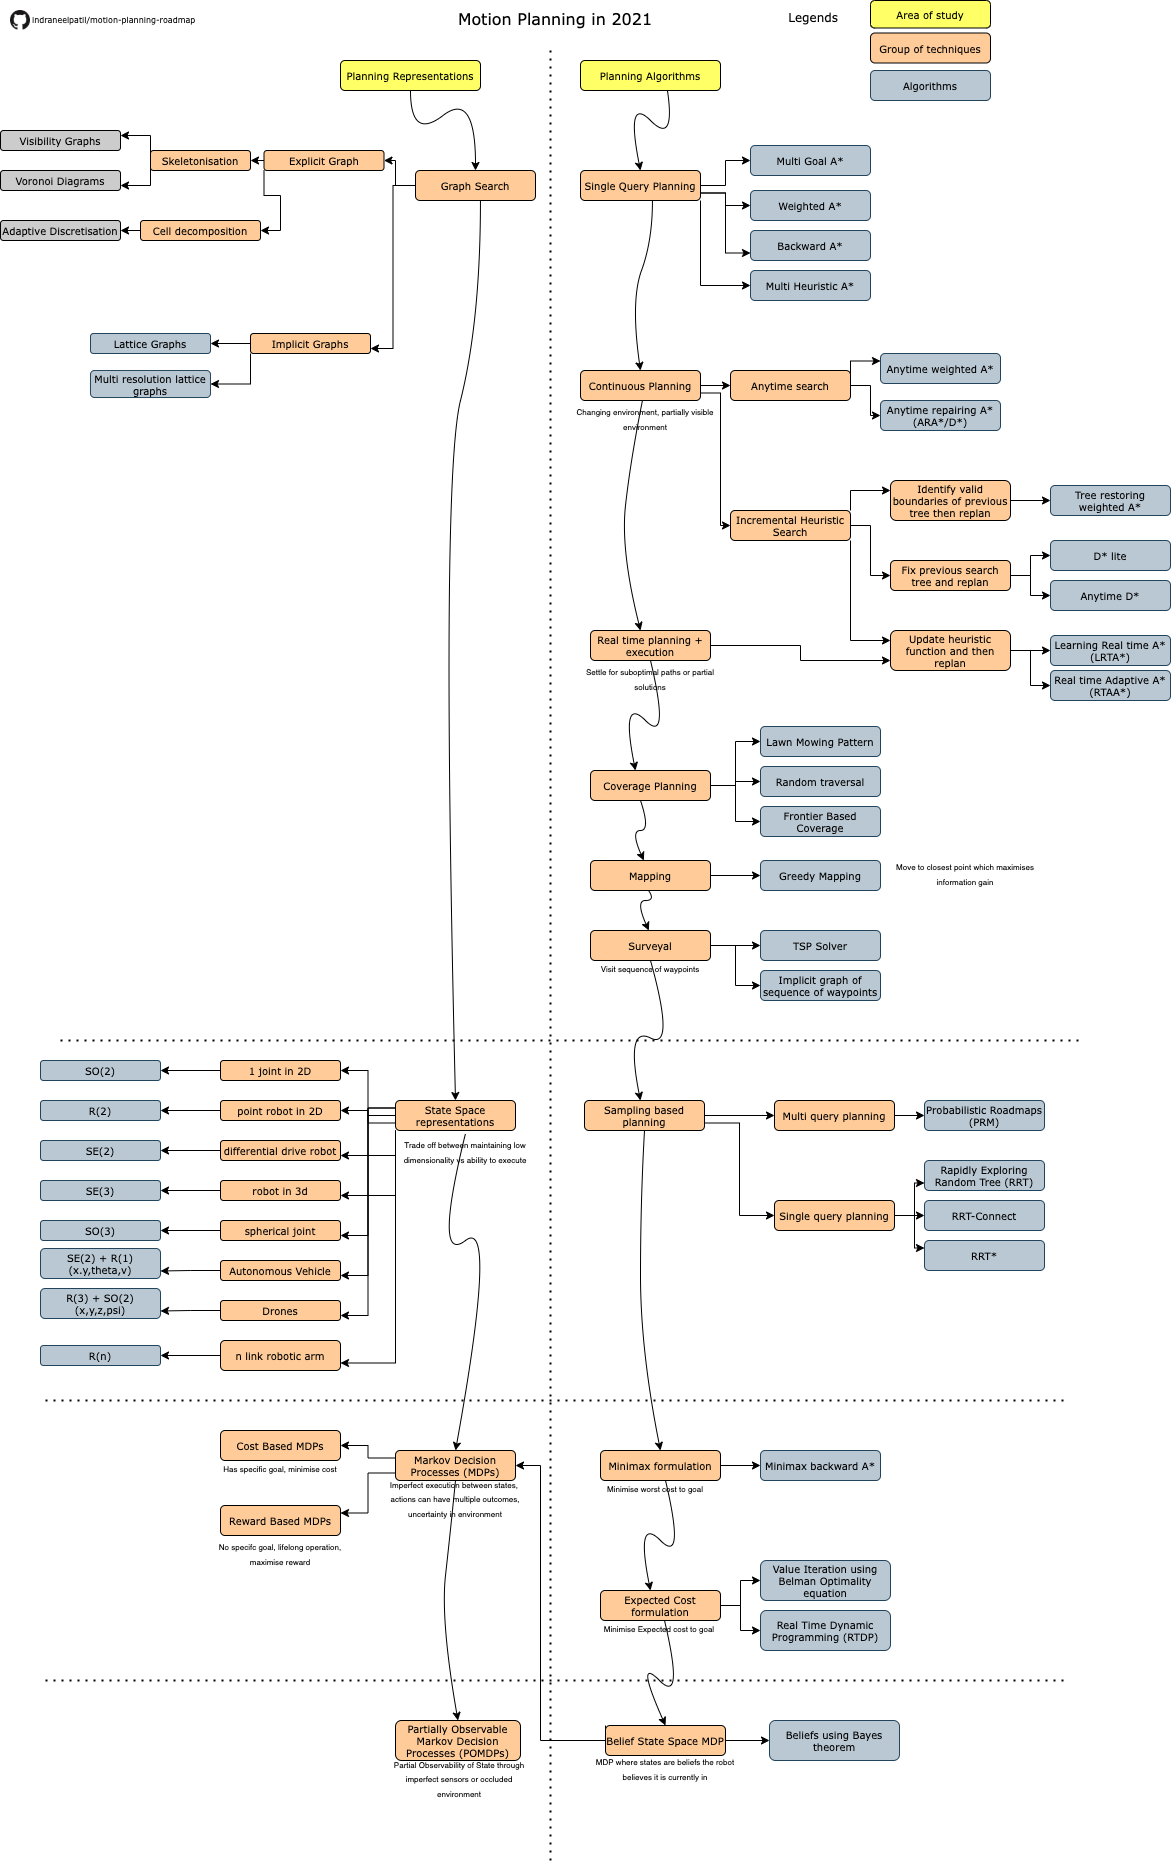 indraneelpatil/motion-planning-roadmap
Motion Planning in 2021
Legends
Area of study
Group of techniques
Algorithms
Planning Representations
Graph Search
Explicit Graph
Skeletonisation
Visibility Graphs
Voronoi Diagrams
Cell decomposition
Adaptive Discretisation
Implicit Graphs
Lattice Graphs
Multi resolution lattice
graphs
State Space
representations
Trade off between maintaining low
dimensionality vs ability to execute
1 joint in 2D
SO(2)
point robot in 2D
R(2)
differential drive robot
SE(2)
robot in 3d
SE(3)
spherical joint
SO(3)
Autonomous Vehicle
SE(2) + R(1)
(x.y,theta,v)
Drones
R(3) + SO(2)
(x,y,z,psi)
n link robotic arm
R(n)
Markov Decision
Processes (MDPs)
Imperfect execution between states,
actions can have multiple outcomes,
uncertainty in environment
Cost Based MDPs
Has specific goal, minimise cost
Reward Based MDPs
No specifc goal, lifelong operation,
maximise reward
Partially Observable
Markov Decision
Processes (POMDPs)
Partial Observability of State through
imperfect sensors or occluded
environment
Planning Algorithms
Single Query Planning
Multi Goal A*
Weighted A*
Backward A*
Multi Heuristic A*
Continuous Planning
Changing environment, partially visible
environment
Anytime search
Anytime weighted A*
Anytime repairing A*
(ARA*/D*)
Incremental Heuristic
Search
Identify valid
boundaries of previous
tree then replan
Tree restoring
weighted A*
Fix previous search
tree and replan
D* lite
Anytime D*
Real time planning +
execution
Settle for suboptimal paths or partial
solutions
Update heuristic
function and then
replan
Learning Real time A*
(LRTA*)
Real time Adaptive A*
(RTAA*)
Coverage Planning
Lawn Mowing Pattern
Random traversal
Frontier Based
Coverage
Mapping
Greedy Mapping
Move to closest point which maximises
information gain
Surveyal
Visit sequence of waypoints
TSP Solver
Implicit graph of
sequence of waypoints
Sampling based
planning
Multi query planning
Probabilistic Roadmaps
(PRM)
Single query planning
Rapidly Exploring
Random Tree (RRT)
RRT-Connect
RRT*
Minimax formulation
Minimise worst cost to goal
Minimax backward A*
Expected Cost
formulation
Minimise Expected cost to goal
Value Iteration using
Belman Optimality
equation
Real Time Dynamic
Programming (RTDP)
Belief State Space MDP
MDP where states are beliefs the robot
believes it is currently in
Beliefs using Bayes
theorem